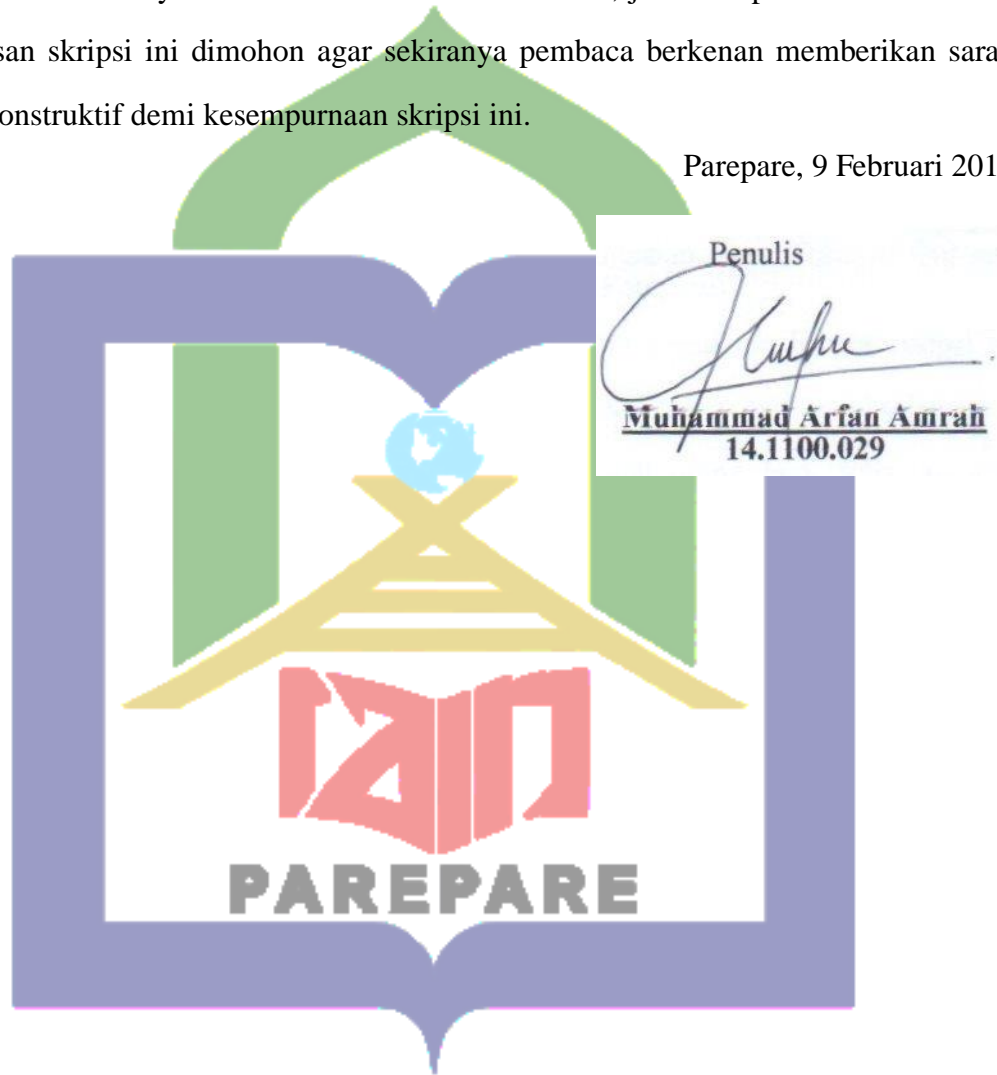 san skripsi ini dimohon agar sekiranya pembaca berkenan memberikan sara
onstruktif demi kesempurnaan skripsi ini.
Parepare, 9 Februari 201
Penulis
Muhammad Arfan Amrah
14.1100.029
IAIN
PAREPARE